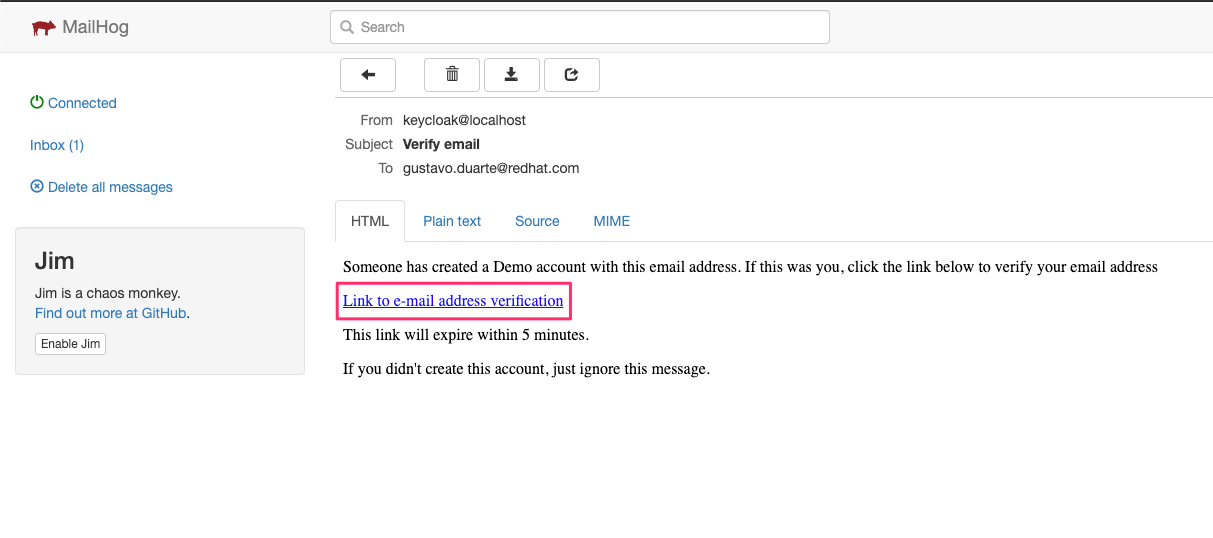 MailHog
Search
Connected
Inbox (1)
Delete all messages
Jim
Jim is a chaos monkey.
Find out more at GitHub.
Enable Jim
From keycloak@localhost
Subject Verify email
To gustavo.duarte@redhat.com
HTML Plain text Source MIME
Someone has created a Demo account with this email address. If this was you, click the link below to verify your email address
Link to e-mail address verification
This link will expire within 5 minutes.
If you didn't create this account, just ignore this message.